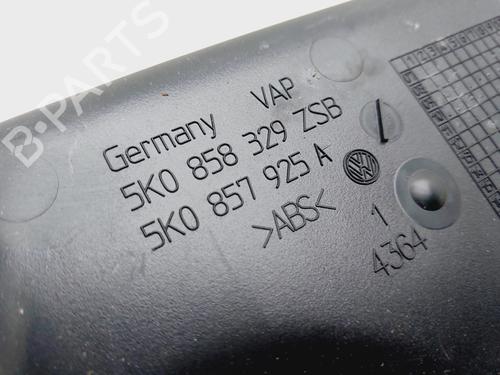 B-PARTS
Germany VAP
5K0 858 329 ZSB
5K0 857 925 A
>ABS<
1
4364